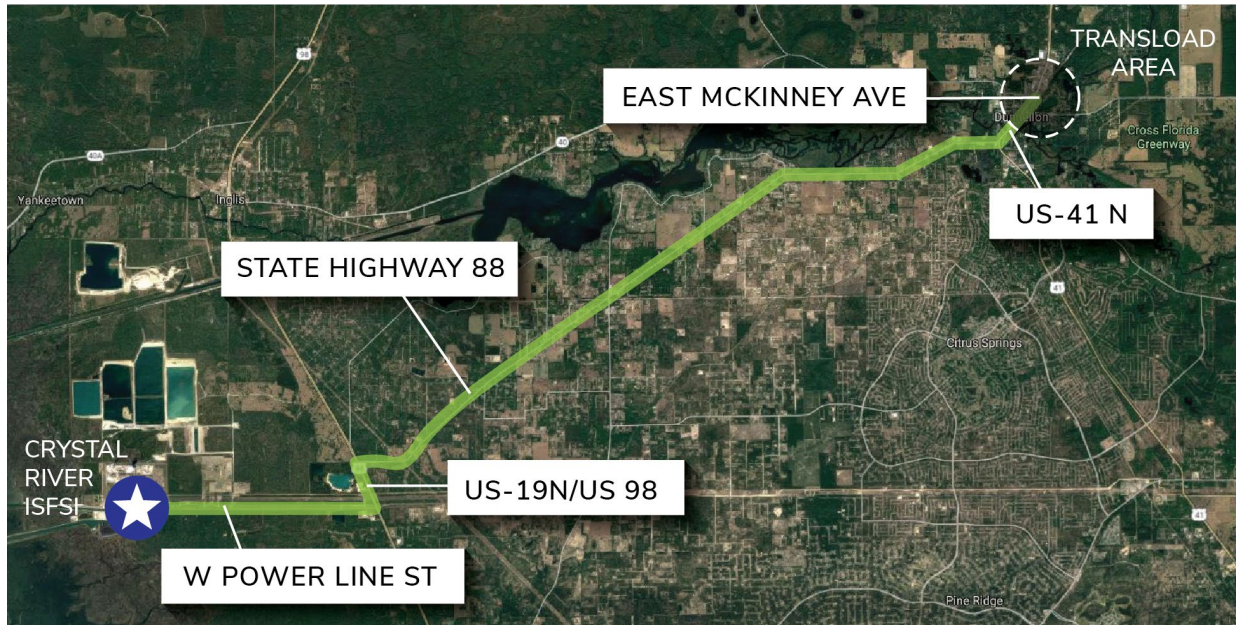 TRANSLOAD
AREA
98
EAST MCKINNEY AVE
Dunnellon
Cross Florida
Greenway
40
40A
Yankeetown
Inglis
US-41 N
STATE HIGHWAY 88
41
Citrus Springs
CRYSTAL
RIVER
ISFSI
US-19N/US 98
41
W POWER LINE ST
Pine Ridge